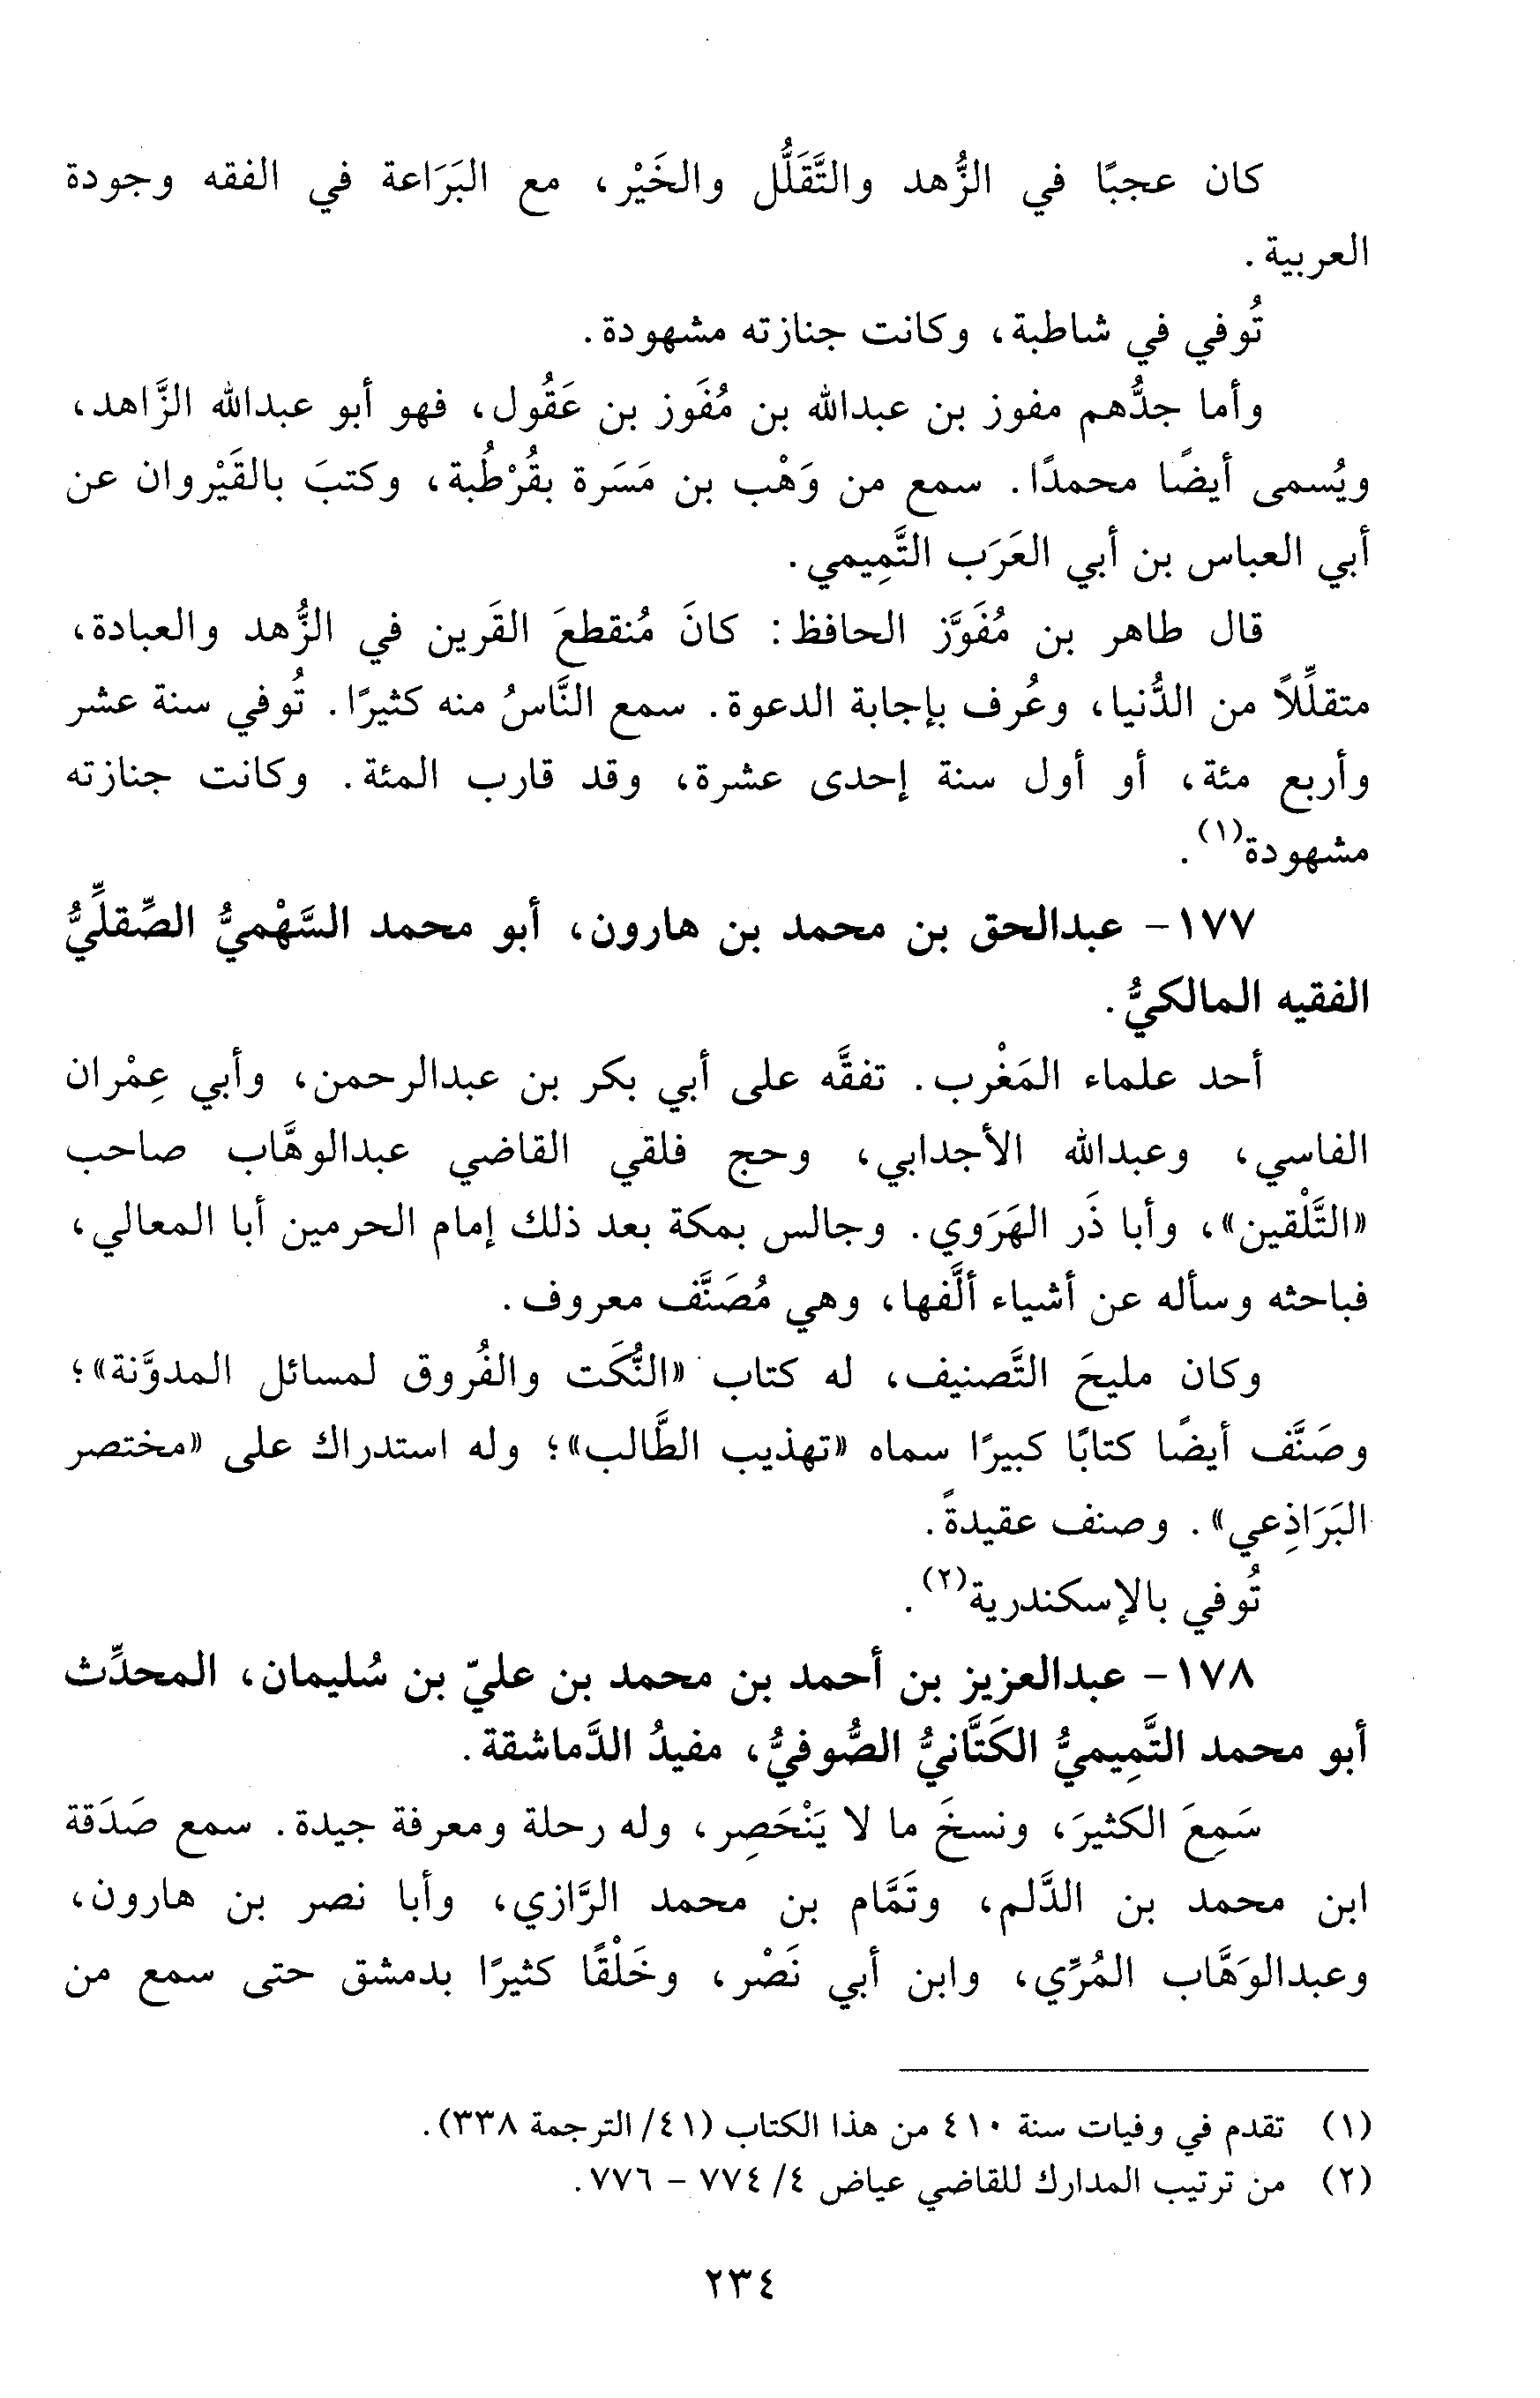 كان عجبًا في الزُّهد والتَّقَلُّل والخَيْر، مع البَرَاعة في الفقه وجودة
العربية.
تُوفي في شاطبة، وكانت جنازته مشهودة.
وأما جدُّهم مفوز بن عبدالله بن مُفَوز بن عَقُول، فهو أبو عبدالله الزَّاهد،
ويُسمى أيضًا محمدًا. سمع من وَهْب بن مَسَرة بقُرْطُبة، وكتبَ بالقَيْروان عن
أبي العباس بن أبي العَرَب التَّمِيمي.
قال طاهر بن مُفَوَّز الحافظ: كانَ مُنقطعَ القَرين في الزُّهد والعبادة،
متقلِّلاً من الدُّنيا، وعُرف بإجابة الدعوة. سمع النَّاسُ منه كثيرًا. تُوفي سنة عشر
وأربع مئة، أو أول سنة إحدى عشرة، وقد قارب المئة. وكانت جنازته
مشهودة(١).
١٧٧- عبدالحق بن محمد بن هارون، أبو محمد السَّهْميُّ الصِّقلِّيُّ
الفقيه المالكيُّ.
أحد علماء المَغْرب. تفقَّه على أبي بكر بن عبدالرحمن، وأبي عِمْران
الفاسي، وعبدالله الأجدابي، وحج فلقي القاضي عبدالوهَّاب صاحب
«التَّلْقين»، وأبا ذَر الهَرَوي. وجالس بمكة بعد ذلك إمام الحرمين أبا المعالي،
فباحثه وسأله عن أشياء ألَّفها، وهي مُصَنَّف معروف.
وكان مليحَ التَّصنيف، له كتاب «النُّكَت والفُروق لمسائل المدوَّنة»؛
وصَنَّف أيضًا كتابًا كبيرًا سماه «تهذيب الطَّالب»؛ وله استدراك على «مختصر
البَرَاذِعي». وصنف عقيدةً.
تُوفي بالإسكندرية(٢).
١٧٨- عبدالعزيز بن أحمد بن محمد بن عليّ بن سُليمان، المحدِّث
أبو محمد التَّمِيميُّ الكَتَّانيُّ الصُّوفيُّ، مفيدُ الدَّماشقة.
سَمِعَ الكثيرَ، ونسخَ ما لا يَنْحَصِر، وله رحلة ومعرفة جيدة. سمع صَدَقة
ابن محمد بن الدَّلم، وتَمَّام بن محمد الرَّازي، وأبا نصر بن هارون،
وعبدالوَهَّاب المُرِّي، وابن أبي نَصْر، وخَلْقًا كثيرًا بدمشق حتى سمع من
(١) تقدم في وفيات سنة ٤١٠ من هذا الكتاب (٤١/ الترجمة ٣٣٨).
(٢) من ترتيب المدارك للقاضي عياض ٤/ ٧٧٤ - ٧٧٦.
٢٣٤